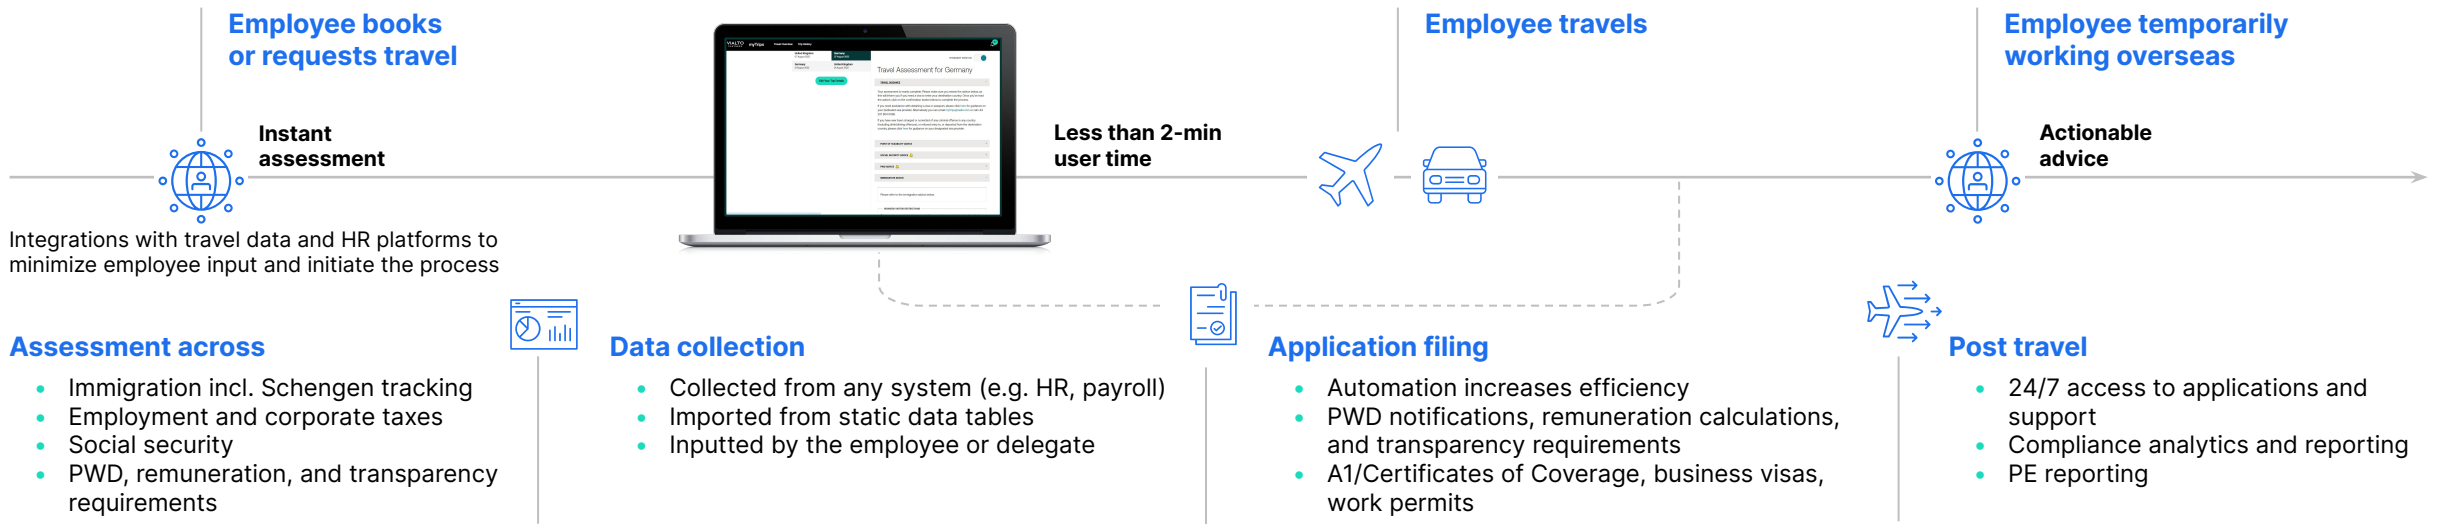 Employee books
or requests travel
Employee travels
Employee temporarily
working overseas
Instant
assessment
Less than 2-min
user time
Actionable
advice
VIALTO
myTrips
Travel Assessment for Germany
Integrations with travel data and HR platforms to
minimize employee input and initiate the process
Assessment across
• Immigration incl. Schengen tracking
• Employment and corporate taxes
• Social security
• PWD, remuneration, and transparency
requirements
Data collection
• Collected from any system (e.g. HR, payroll)
• Imported from static data tables
• Inputted by the employee or delegate
Application filing
• Automation increases efficiency
• PWD notifications, remuneration calculations,
and transparency requirements
• A1/Certificates of Coverage, business visas,
work permits
Post travel
• 24/7 access to applications and
support
• Compliance analytics and reporting
• PE reporting